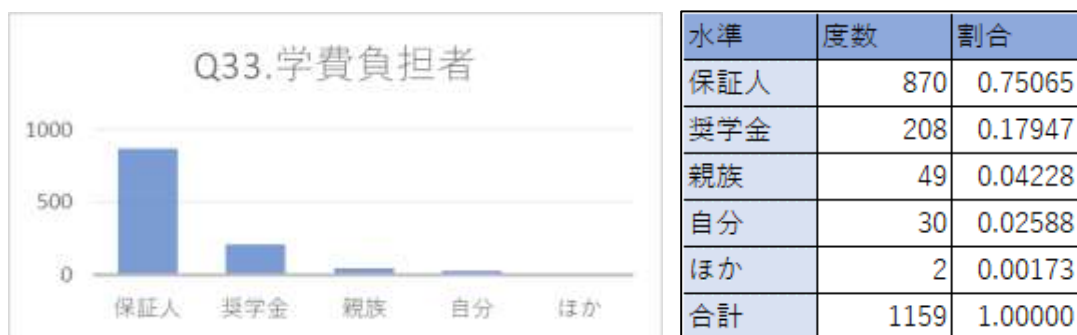 Q33.学費負担者
1000
500
0
保証人 奨学金 親族 自分 ほか
水準 度数 割合
保証人 870 0.75065
奨学金 208 0.17947
親族 49 0.04228
自分 30 0.02588
ほか 2 0.00173
合計 1159 1.00000